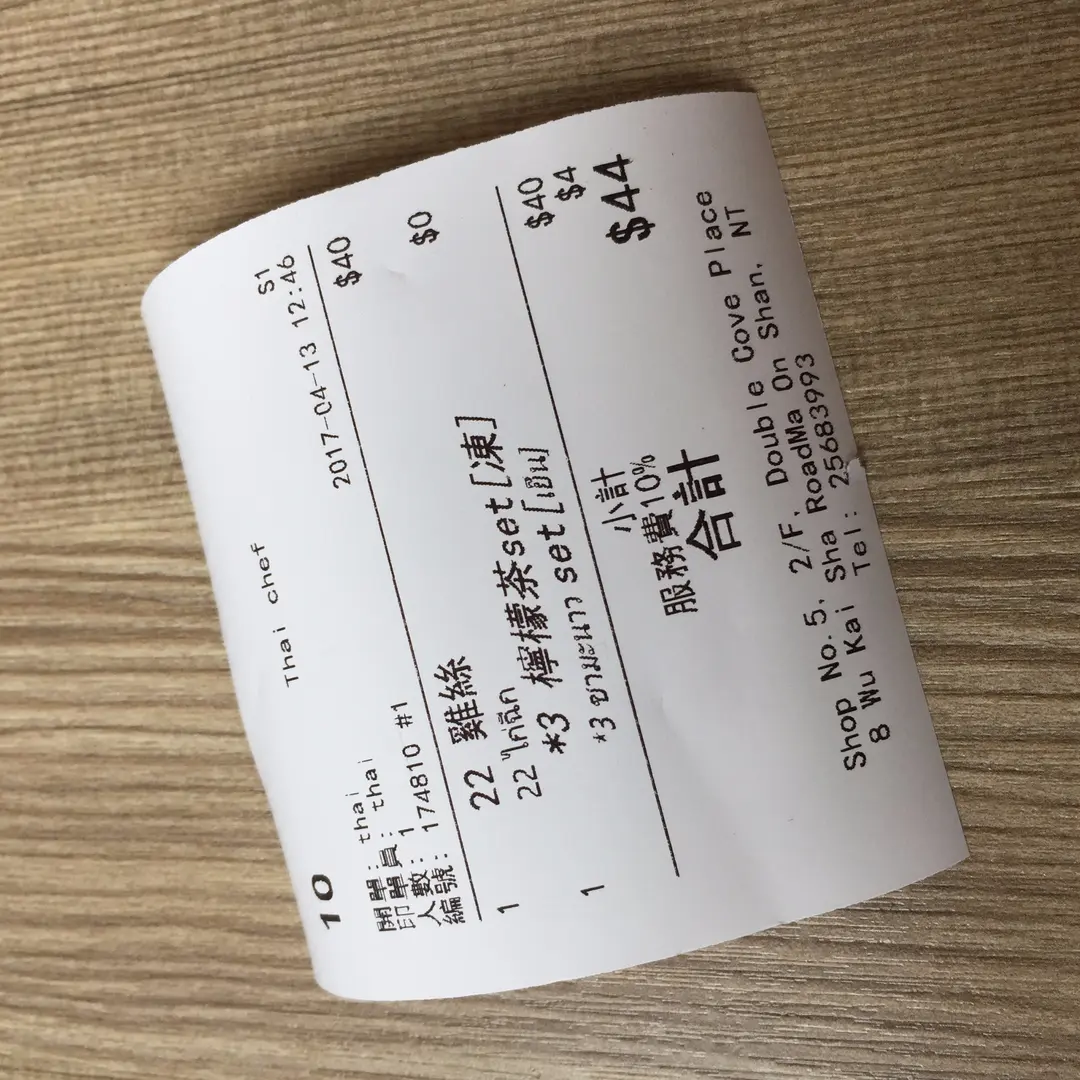 Thai chef
10 S1
開單: thai 2017-04-13 12:46
印單員: thai
人數: 1
編號: 174810 #1
1 22 雞絲 $40
22 ไก่ฉีก
1 *3 檸檬茶set[凍] $0
*3 ชามะนาว set[เย็น]
小計 $40
服務費10% $4
合計 $44
Shop No.5, 2/F, Double Cove Place
8 Wu Kai Sha RoadMa On Shan, NT
Tel: 25683993